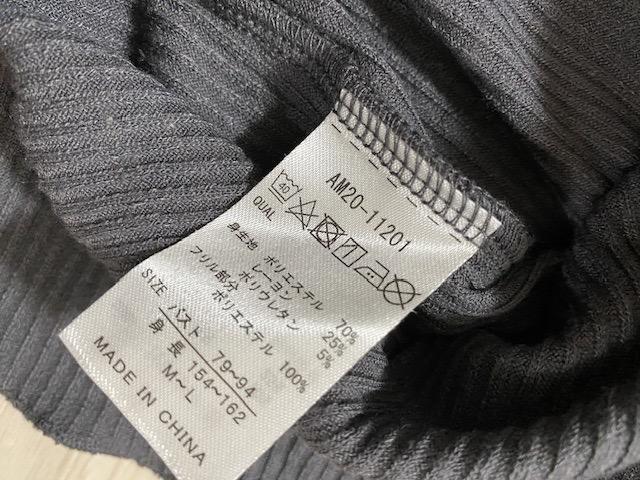 AM20-11201
40
QUAL
身生地 ポリエステル 70%
レーヨン 25%
ポリウレタン 5%
フリル部分 ポリエステル 100%
SIZE バスト 79~94
身長 154~162
M~L
MADE IN CHINA